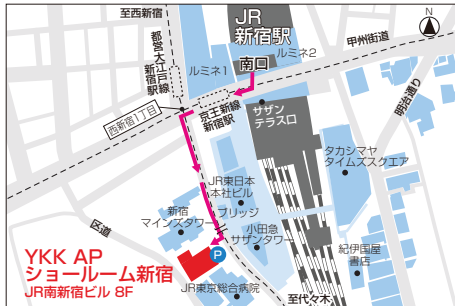 至西新宿
JR
新宿駅
N
都営大江戸線
新宿駅
ルミネ1
ルミネ2
南口
甲州街道
西新宿1丁目
京王新線
新宿駅
サザン
テラス口
明治通り
タカシマヤ
タイムズスクエア
JR東日本
本社ビル
新宿
マインズタワー
ブリッジ
小田急
サザンタワー
区道
P
紀伊国屋
書店
YKK AP
ショールーム新宿
JR南新宿ビル 8F
JR東京総合病院
至代々木